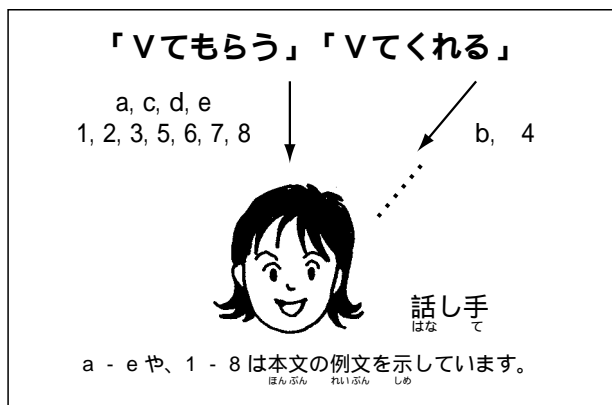 「Vてもらう」「Vてくれる」
a, c, d, e
1, 2, 3, 5, 6, 7, 8
b, 4
話し手
はな て
a - e や、1 - 8 は本文の例文を示しています。
ほんぶん れいぶん しめ